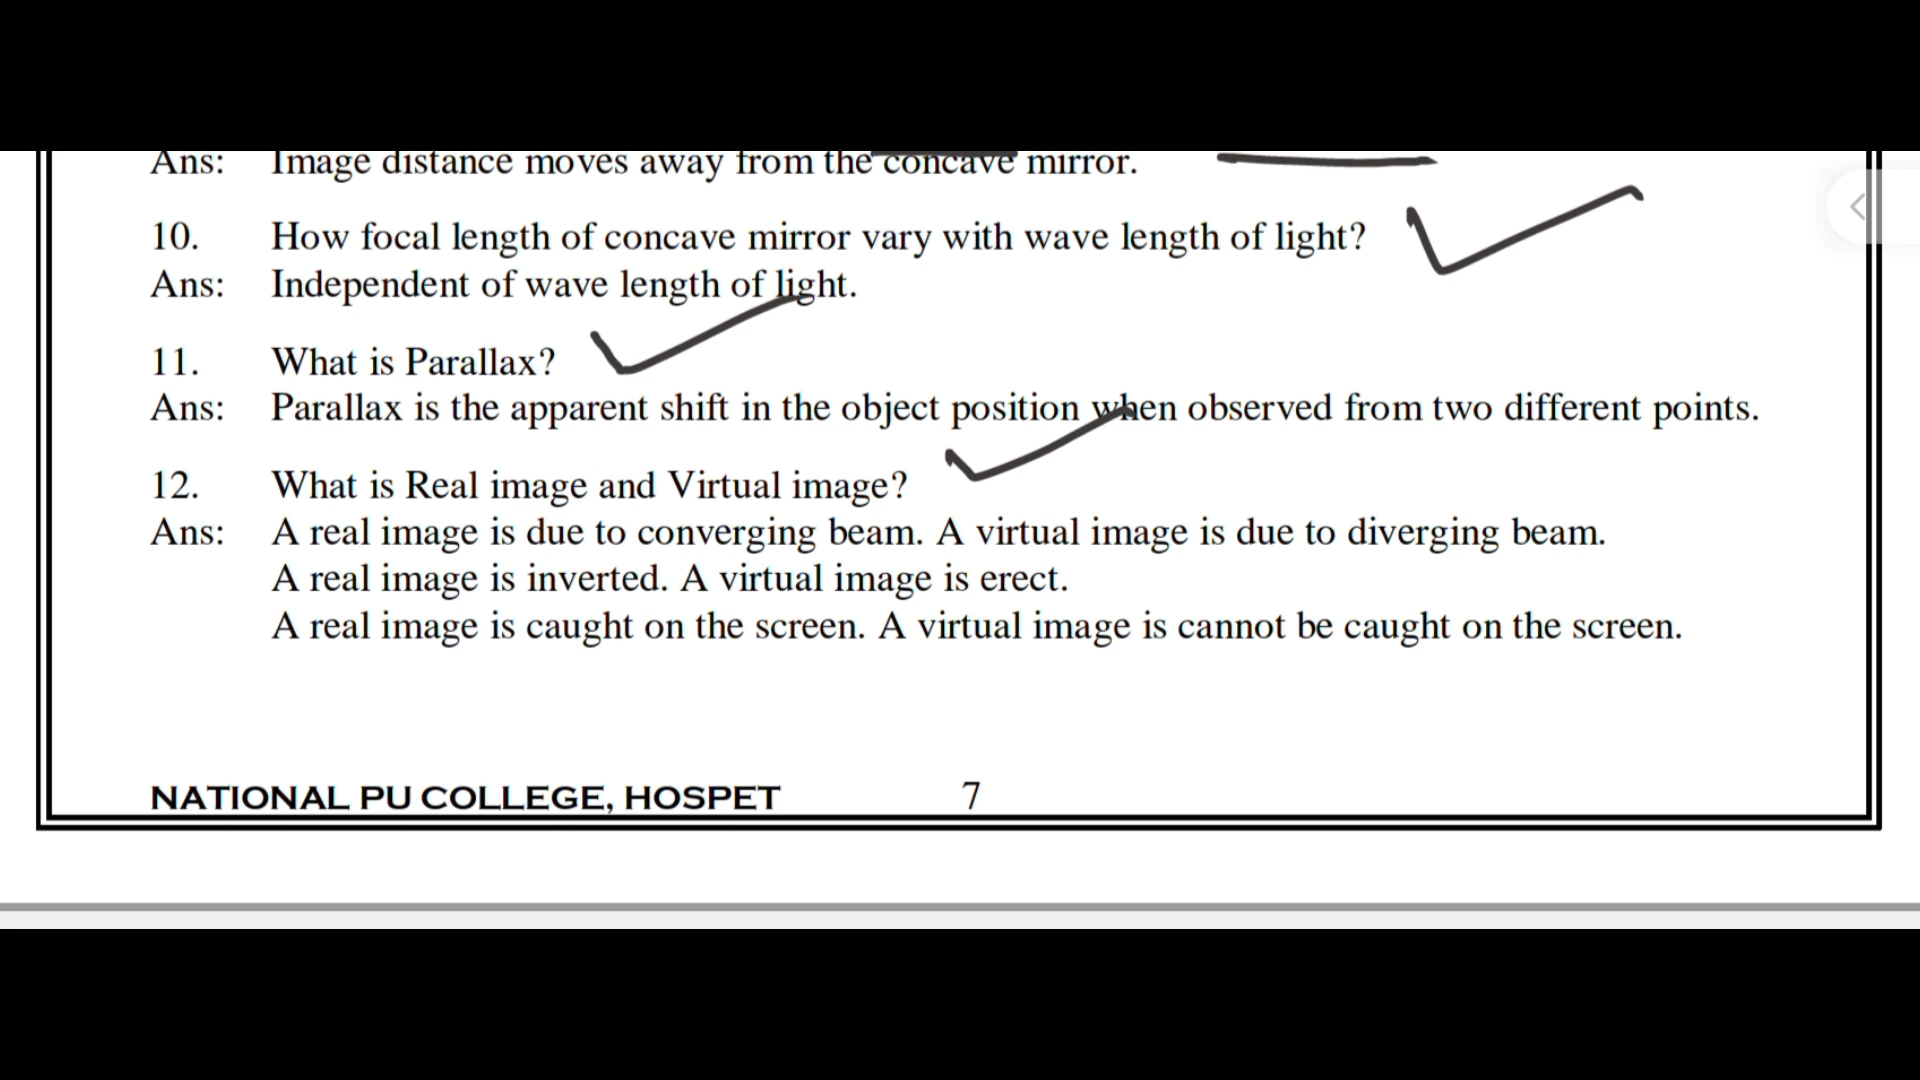 Ans: Image distance moves away from the concave mirror.
10. How focal length of concave mirror vary with wave length of light?
Ans: Independent of wave length of light.
11. What is Parallax?
Ans: Parallax is the apparent shift in the object position when observed from two different points.
12. What is Real image and Virtual image?
Ans: A real image is due to converging beam. A virtual image is due to diverging beam.
A real image is inverted. A virtual image is erect.
A real image is caught on the screen. A virtual image is cannot be caught on the screen.
NATIONAL PU COLLEGE, HOSPET 7